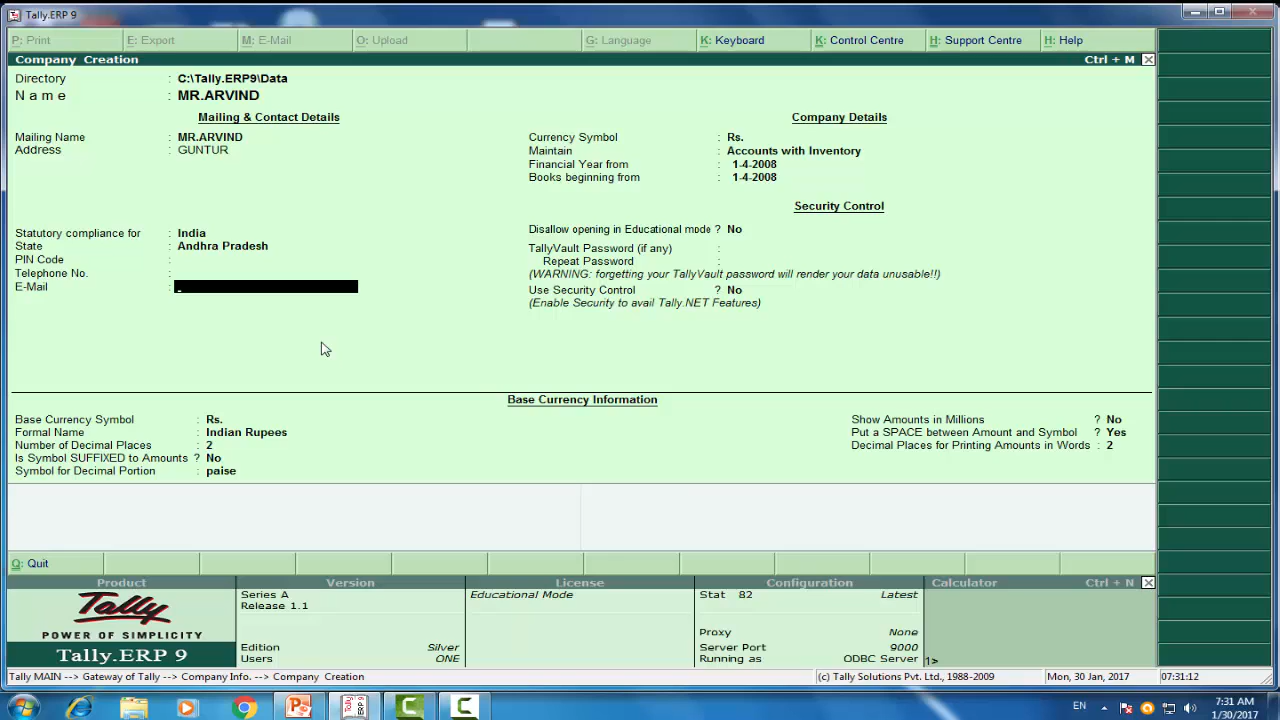 Tally.ERP 9
P: Print E: Export M: E-Mail O: Upload G: Language K: Keyboard K: Control Centre H: Support Centre H: Help
Company Creation Ctrl + M
Directory : C:\Tally.ERP9\Data
Name : MR.ARVIND
Mailing & Contact Details
Mailing Name : MR.ARVIND
Address : GUNTUR
Statutory compliance for : India
State : Andhra Pradesh
PIN Code :
Telephone No. :
E-Mail :
Company Details
Currency Symbol : Rs.
Maintain : Accounts with Inventory
Financial Year from : 1-4-2008
Books beginning from : 1-4-2008
Security Control
Disallow opening in Educational mode ? No
TallyVault Password (if any) :
Repeat Password :
(WARNING: forgetting your TallyVault password will render your data unusable!!)
Use Security Control ? No
(Enable Security to avail Tally.NET Features)
Base Currency Information
Base Currency Symbol : Rs.
Formal Name : Indian Rupees
Number of Decimal Places : 2
Is Symbol SUFFIXED to Amounts ? No
Symbol for Decimal Portion : paise
Show Amounts in Millions ? No
Put a SPACE between Amount and Symbol ? Yes
Decimal Places for Printing Amounts in Words : 2
Q: Quit
Product Version License Configuration Calculator Ctrl + N
Tally
POWER OF SIMPLICITY
Tally.ERP 9
Series A
Release 1.1
Edition Silver
Users ONE
Educational Mode
Stat 82 Latest
Proxy None
Server Port 9000
Running as ODBC Server
1>
Tally MAIN --> Gateway of Tally --> Company Info. --> Company Creation (c) Tally Solutions Pvt. Ltd., 1988-2009 Mon, 30 Jan, 2017 07:31:12
EN 7:31 AM
1/30/2017